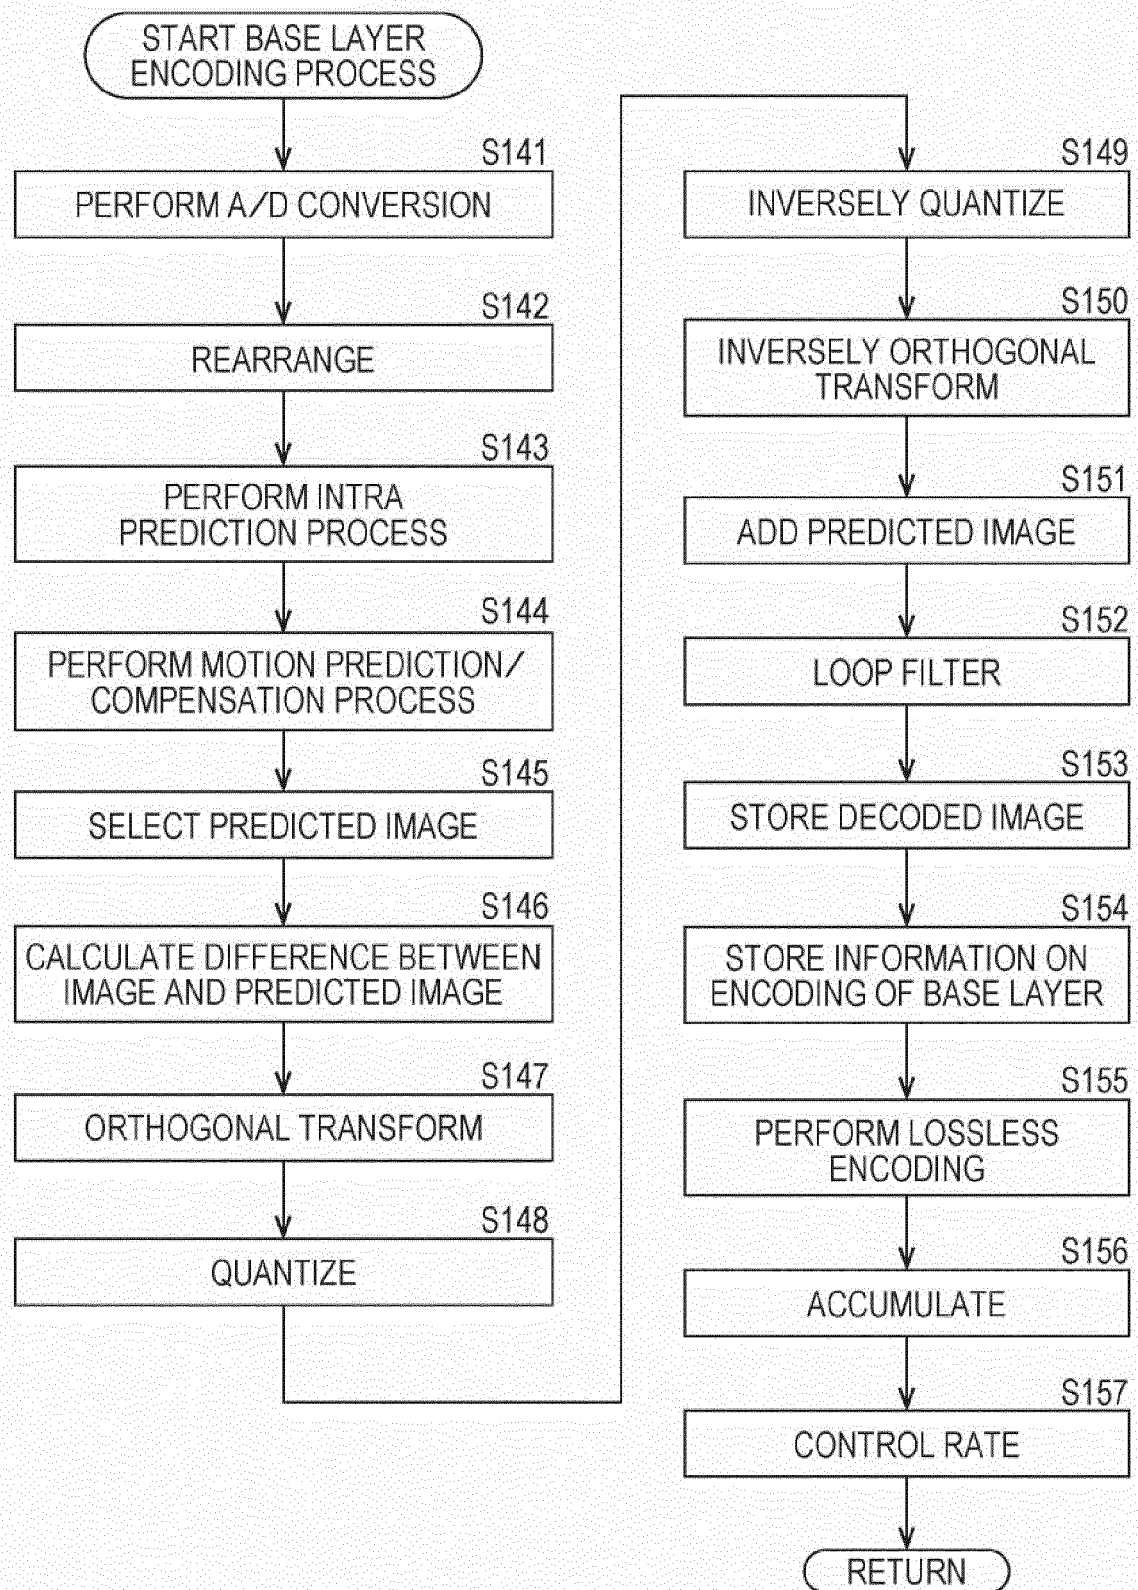 START BASE LAYER
ENCODING PROCESS
S141
PERFORM A/D CONVERSION
S142
REARRANGE
S143
PERFORM INTRA
PREDICTION PROCESS
S144
PERFORM MOTION PREDICTION/
COMPENSATION PROCESS
S145
SELECT PREDICTED IMAGE
S146
CALCULATE DIFFERENCE BETWEEN
IMAGE AND PREDICTED IMAGE
S147
ORTHOGONAL TRANSFORM
S148
QUANTIZE
S149
INVERSELY QUANTIZE
S150
INVERSELY ORTHOGONAL
TRANSFORM
S151
ADD PREDICTED IMAGE
S152
LOOP FILTER
S153
STORE DECODED IMAGE
S154
STORE INFORMATION ON
ENCODING OF BASE LAYER
S155
PERFORM LOSSLESS
ENCODING
S156
ACCUMULATE
S157
CONTROL RATE
RETURN